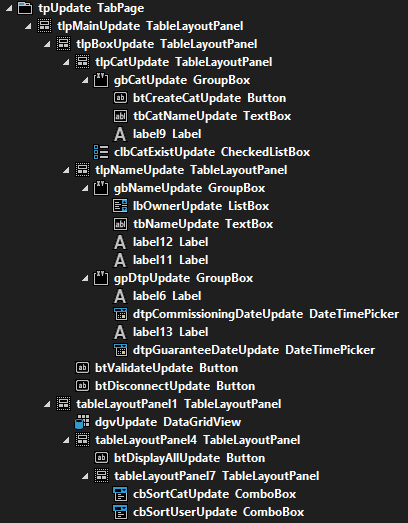 tpUpdate TabPage
tlpMainUpdate TableLayoutPanel
tlpBoxUpdate TableLayoutPanel
tlpCatUpdate TableLayoutPanel
gbCatUpdate GroupBox
btCreateCatUpdate Button
tbCatNameUpdate TextBox
label9 Label
clbCatExistUpdate CheckedListBox
tlpNameUpdate TableLayoutPanel
gbNameUpdate GroupBox
lbOwnerUpdate ListBox
tbNameUpdate TextBox
label12 Label
label11 Label
gpDtpUpdate GroupBox
label6 Label
dtpCommissioningDateUpdate DateTimePicker
label13 Label
dtpGuaranteeDateUpdate DateTimePicker
btValidateUpdate Button
btDisconnectUpdate Button
tableLayoutPanel1 TableLayoutPanel
dgvUpdate DataGridView
tableLayoutPanel4 TableLayoutPanel
btDisplayAllUpdate Button
tableLayoutPanel7 TableLayoutPanel
cbSortCatUpdate ComboBox
cbSortUserUpdate ComboBox